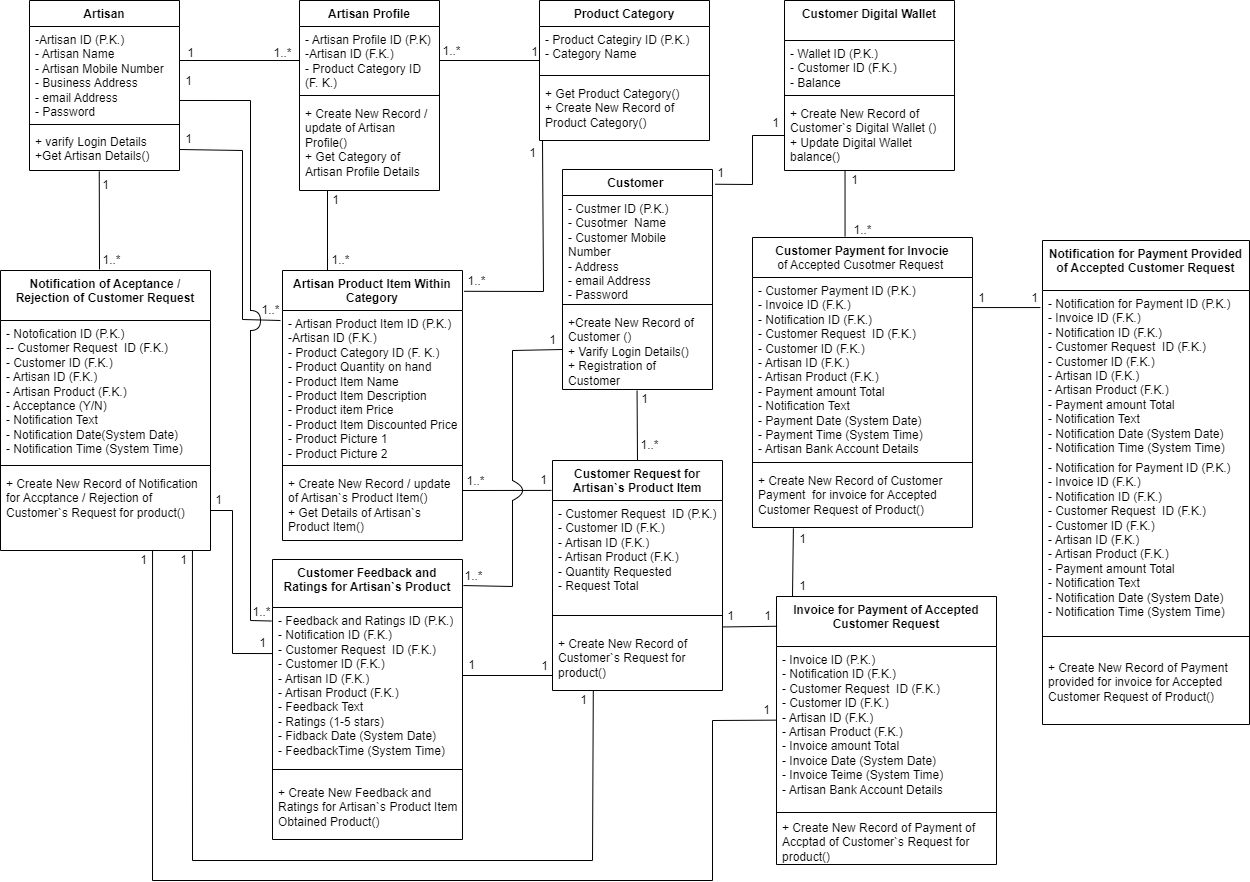 Artisan
-Artisan ID (P.K.)
- Artisan Name
- Artisan Mobile Number
- Business Address
- email Address
- Password
+ varify Login Details
+Get Artisan Details()
1
1..*
1
1
1
1..*
Artisan Profile
- Artisan Profile ID (P.K)
-Artisan ID (F.K.)
- Product Category ID
(F. K.)
+ Create New Record /
update of Artisan
Profile()
+ Get Category of
Artisan Profile Details
1..*
1
1
1..*
Product Category
- Product Categiry ID (P.K.)
- Category Name
+ Get Product Category()
+ Create New Record of
Product Category()
1
1..*
Customer Digital Wallet
- Wallet ID (P.K.)
- Customer ID (F.K.)
- Balance
+ Create New Record of
Customer`s Digital Wallet ()
+ Update Digital Wallet
balance()
1
1
1
1..*
Customer
- Custmer ID (P.K.)
- Cusotmer  Name
- Customer Mobile
Number
- Address
- email Address
- Password
+Create New Record of
Customer ()
+ Varify Login Details()
+ Registration of
Customer
1
1
1..*
Notification of Aceptance /
Rejection of Customer Request
- Notofication ID (P.K.)
-- Customer Request  ID (F.K.)
- Customer ID (F.K.)
- Artisan ID (F.K.)
- Artisan Product (F.K.)
- Acceptance (Y/N)
- Notification Text
- Notification Date(System Date)
- Notification Time (System Time)
+ Create New Record of Notification
for Accptance / Rejection of
Customer`s Request for product()
1
1
1
1..*
Artisan Product Item Within
Category
- Artisan Product Item ID (P.K.)
-Artisan ID (F.K.)
- Product Category ID (F. K.)
- Product Quantity on hand
- Product Item Name
- Product Item Description
- Product item Price
- Product Item Discounted Price
- Product Picture 1
- Product Picture 2
+ Create New Record / update
of Artisan`s Product Item()
+ Get Details of Artisan`s
Product Item()
1..*
1
Customer Payment for Invocie
of Accepted Cusotmer Request
- Customer Payment ID (P.K.)
- Invoice ID (F.K.)
- Notification ID (F.K.)
- Customer Request  ID (F.K.)
- Customer ID (F.K.)
- Artisan ID (F.K.)
- Artisan Product (F.K.)
- Payment amount Total
- Notification Text
- Payment Date (System Date)
- Payment Time (System Time)
- Artisan Bank Account Details
+ Create New Record of Customer
Payment  for invoice for Accepted
Customer Request of Product()
1
1
1
1
Notification for Payment Provided
of Accepted Customer Request
- Notification for Payment ID (P.K.)
- Invoice ID (F.K.)
- Notification ID (F.K.)
- Customer Request  ID (F.K.)
- Customer ID (F.K.)
- Artisan ID (F.K.)
- Artisan Product (F.K.)
- Payment amount Total
- Notification Text
- Notification Date (System Date)
- Notification Time (System Time)
- Notification for Payment ID (P.K.)
- Invoice ID (F.K.)
- Notification ID (F.K.)
- Customer Request  ID (F.K.)
- Customer ID (F.K.)
- Artisan ID (F.K.)
- Artisan Product (F.K.)
- Payment amount Total
- Notification Text
- Notification Date (System Date)
- Notification Time (System Time)
+ Create New Record of Payment
provided for invoice for Accepted
Customer Request of Product()
Customer Request for
Artisan`s Product Item
- Customer Request  ID (P.K.)
- Customer ID (F.K.)
- Artisan ID (F.K.)
- Artisan Product (F.K.)
- Quantity Requested
- Request Total
+ Create New Record of
Customer`s Request for
product()
1
1
1
Customer Feedback and
Ratings for Artisan`s Product
- Feedback and Ratings ID (P.K.)
- Notification ID (F.K.)
- Customer Request  ID (F.K.)
- Customer ID (F.K.)
- Artisan ID (F.K.)
- Artisan Product (F.K.)
- Feedback Text
- Ratings (1-5 stars)
- Fidback Date (System Date)
- FeedbackTime (System Time)
+ Create New Feedback and
Ratings for Artisan`s Product Item
Obtained Product()
1..*
1..*
1
1
1
Invoice for Payment of Accepted
Customer Request
- Invoice ID (P.K.)
- Notification ID (F.K.)
- Customer Request  ID (F.K.)
- Customer ID (F.K.)
- Artisan ID (F.K.)
- Artisan Product (F.K.)
- Invoice amount Total
- Invoice Date (System Date)
- Invoice Teime (System Time)
- Artisan Bank Account Details
+ Create New Record of Payment of
Accptad of Customer`s Request for
product()
1